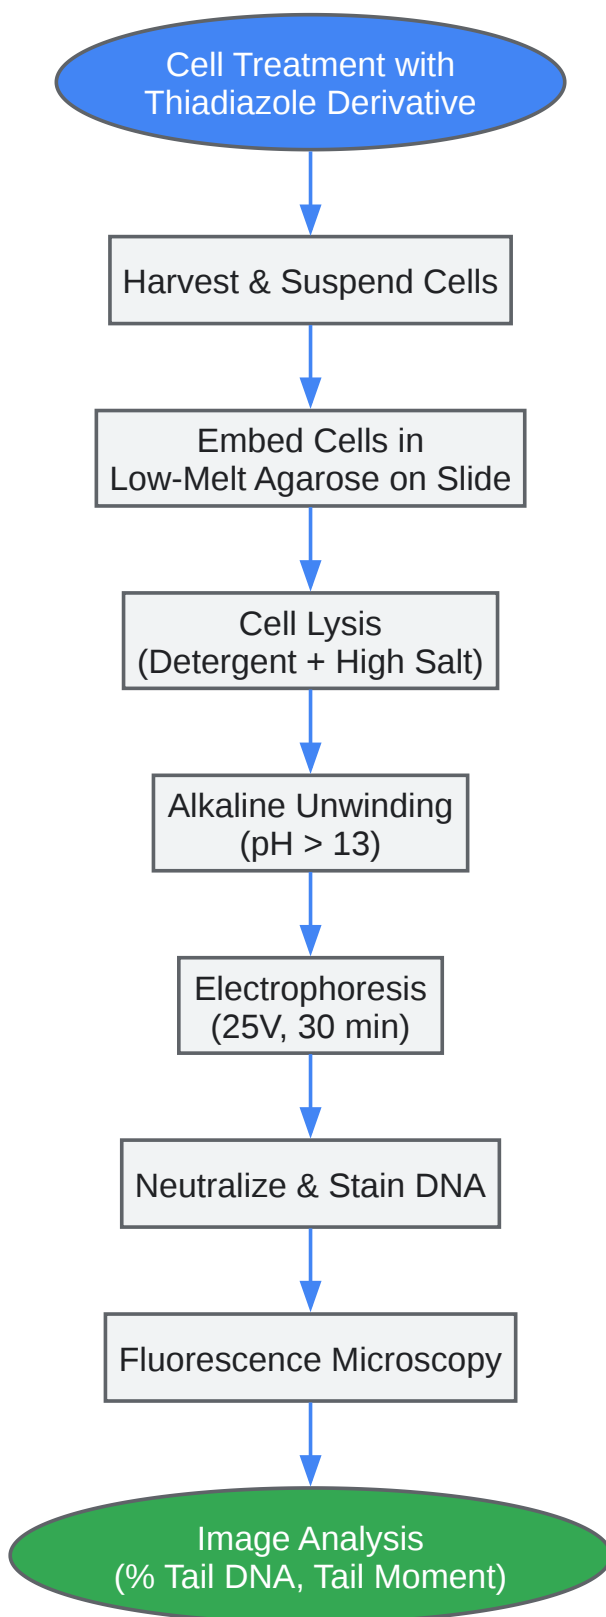 Cell Treatment with
Thiadiazole Derivative
Harvest & Suspend Cells
Embed Cells in
Low-Melt Agarose on Slide
Cell Lysis
(Detergent + High Salt)
Alkaline Unwinding
(pH > 13)
Electrophoresis
(25V, 30 min)
Neutralize & Stain DNA
Fluorescence Microscopy
Image Analysis
(% Tail DNA, Tail Moment)